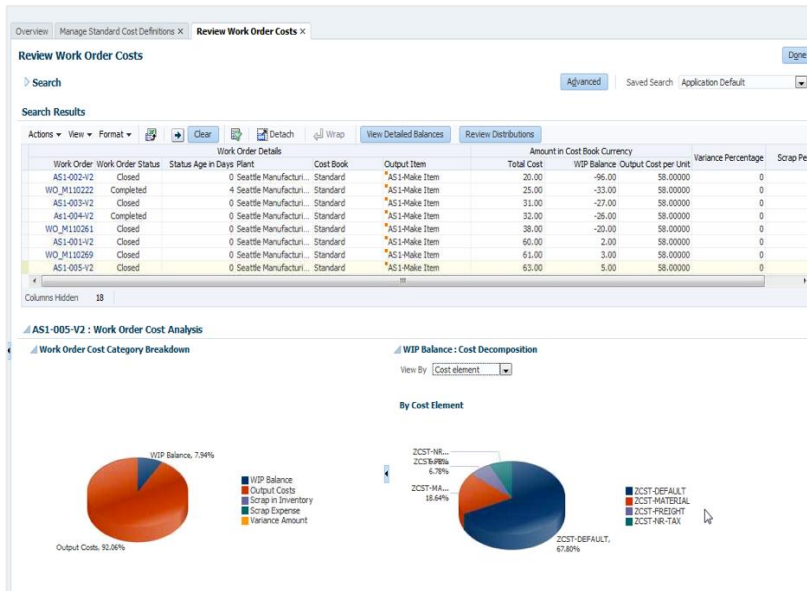 Overview Manage Standard Cost Definitions × Review Work Order Costs ×
Review Work Order Costs Done
Search Advanced Saved Search Application Default
Search Results
Actions View Format Clear Detach Wrap View Detailed Balances Review Distributions
Work Order Details Amount in Cost Book Currency
Work Order Work Order Status Status Age in Days Plant Cost Book Output Item Total Cost WIP Balance Output Cost per Unit Variance Percentage Scrap Pe
AS1-002-V2 Closed 0 Seattle Manufacturi... Standard AS1-Make Item 20.00 -96.00 58.00000 0
WO_M110222 Completed 4 Seattle Manufacturi... Standard AS1-Make Item 25.00 -33.00 58.00000 0
AS1-003-V2 Closed 0 Seattle Manufacturi... Standard AS1-Make Item 31.00 -27.00 58.00000 0
As1-004-V2 Completed 0 Seattle Manufacturi... Standard AS1-Make Item 32.00 -26.00 58.00000 0
WO_M110261 Closed 0 Seattle Manufacturi... Standard AS1-Make Item 38.00 -20.00 58.00000 0
AS1-001-V2 Closed 0 Seattle Manufacturi... Standard AS1-Make Item 60.00 2.00 58.00000 0
WO_M110269 Closed 0 Seattle Manufacturi... Standard AS1-Make Item 61.00 3.00 58.00000 0
AS1-005-V2 Closed 0 Seattle Manufacturi... Standard AS1-Make Item 63.00 5.00 58.00000 0
Columns Hidden 18
AS1-005-V2 : Work Order Cost Analysis
Work Order Cost Category Breakdown
WIP Balance, 7.94%
Output Costs, 92.06%
WIP Balance
Output Costs
Scrap in Inventory
Scrap Expense
Variance Amount
WIP Balance : Cost Decomposition
View By Cost element
By Cost Element
ZCST-NR...
6.78%
ZCST-MA...
18.64%
ZCST-DEFAULT,
67.80%
ZCST-DEFAULT
ZCST-MATERIAL
ZCST-FREIGHT
ZCST-NR-TAX